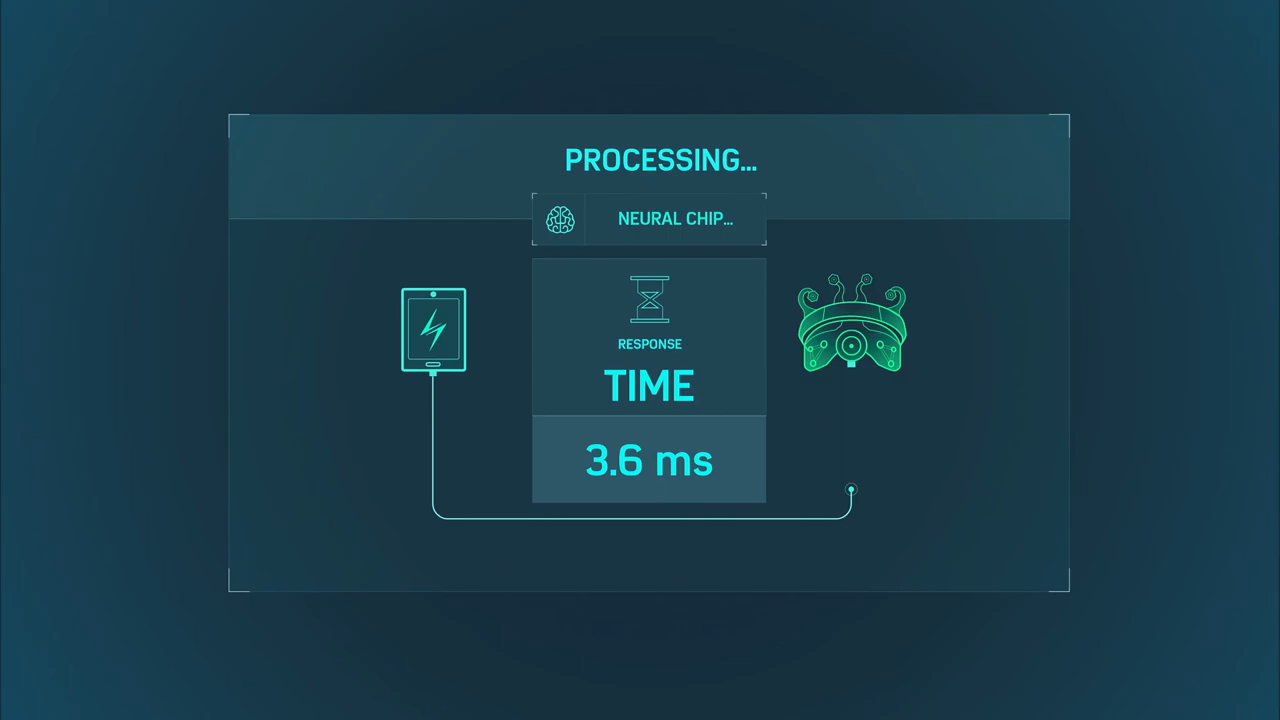 PROCESSING...
NEURAL CHIP...
RESPONSE
TIME
3.6 ms